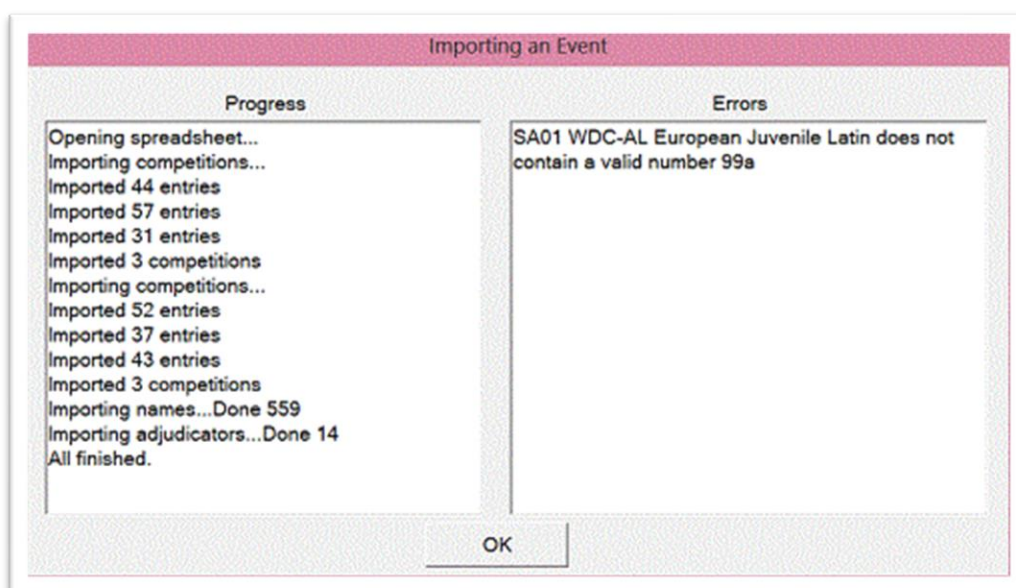 Importing an Event
Progress
Opening spreadsheet...
Importing competitions...
Imported 44 entries
Imported 57 entries
Imported 31 entries
Imported 3 competitions
Importing competitions...
Imported 52 entries
Imported 37 entries
Imported 43 entries
Imported 3 competitions
Importing names...Done 559
Importing adjudicators...Done 14
All finished.
Errors
SA01 WDC-AL European Juvenile Latin does not
contain a valid number 99a
OK